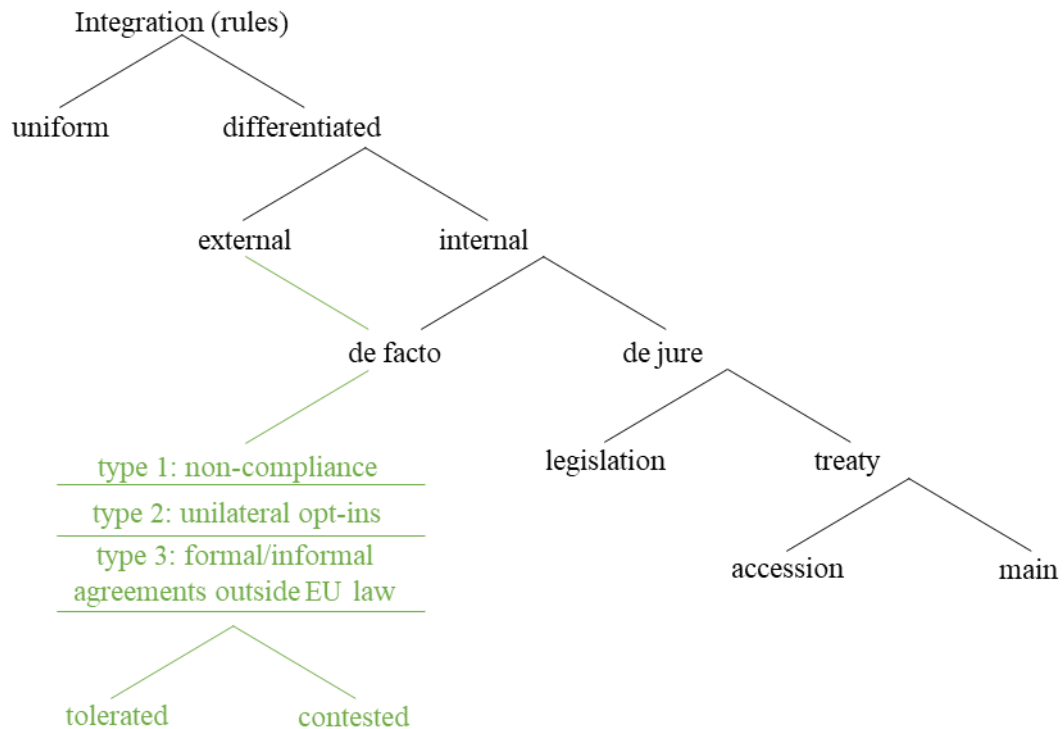 Integration (rules)
uniform
differentiated
external
internal
de facto
de jure
type 1: non-compliance
legislation
treaty
type 2: unilateral opt-ins
type 3: formal/informal
agreements outside EU law
accession
main
tolerated
contested